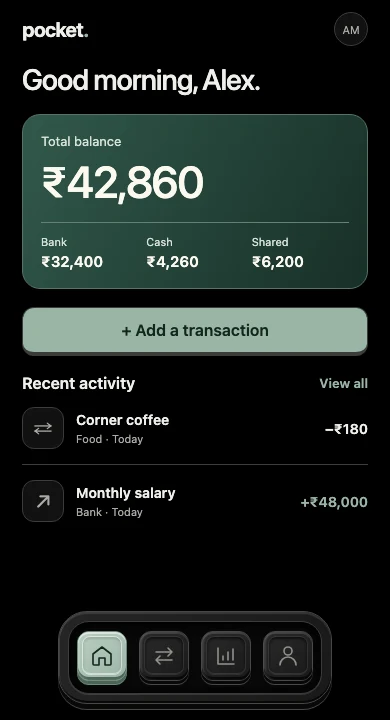 pocket.
AM
Good morning, Alex.
Total balance
₹42,860
Bank Cash Shared
₹32,400 ₹4,260 ₹6,200
+ Add a transaction
Recent activity View all
Corner coffee
Food · Today
−₹180
Monthly salary
Bank · Today
+₹48,000